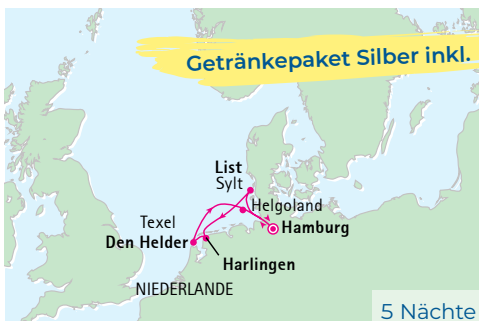 Getränkepaket Silber inkl.
List
Sylt
Helgoland
Texel
Hamburg
Den Helder
Harlingen
NIEDERLANDE
5 Nächte